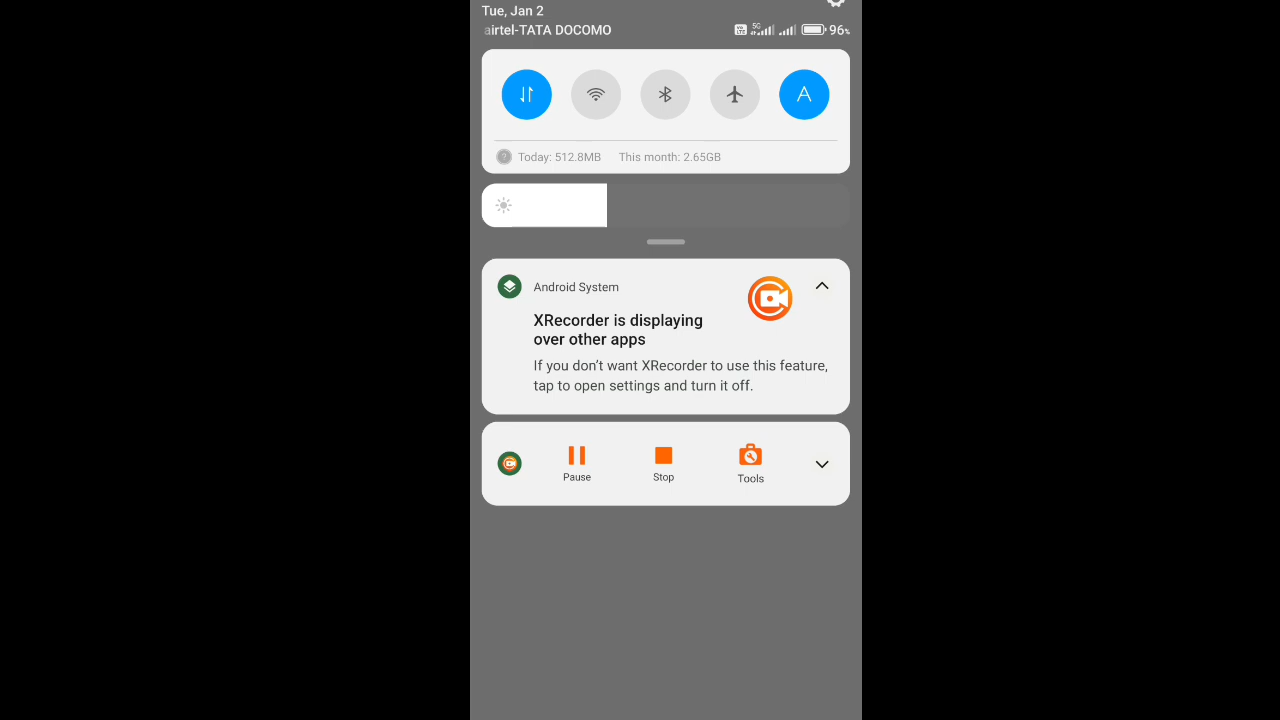 Tue, Jan 2
airtel-TATA DOCOMO 5G 96%
Today: 512.8MB This month: 2.65GB
Android System
XRecorder is displaying
over other apps
If you don't want XRecorder to use this feature,
tap to open settings and turn it off.
Pause Stop Tools